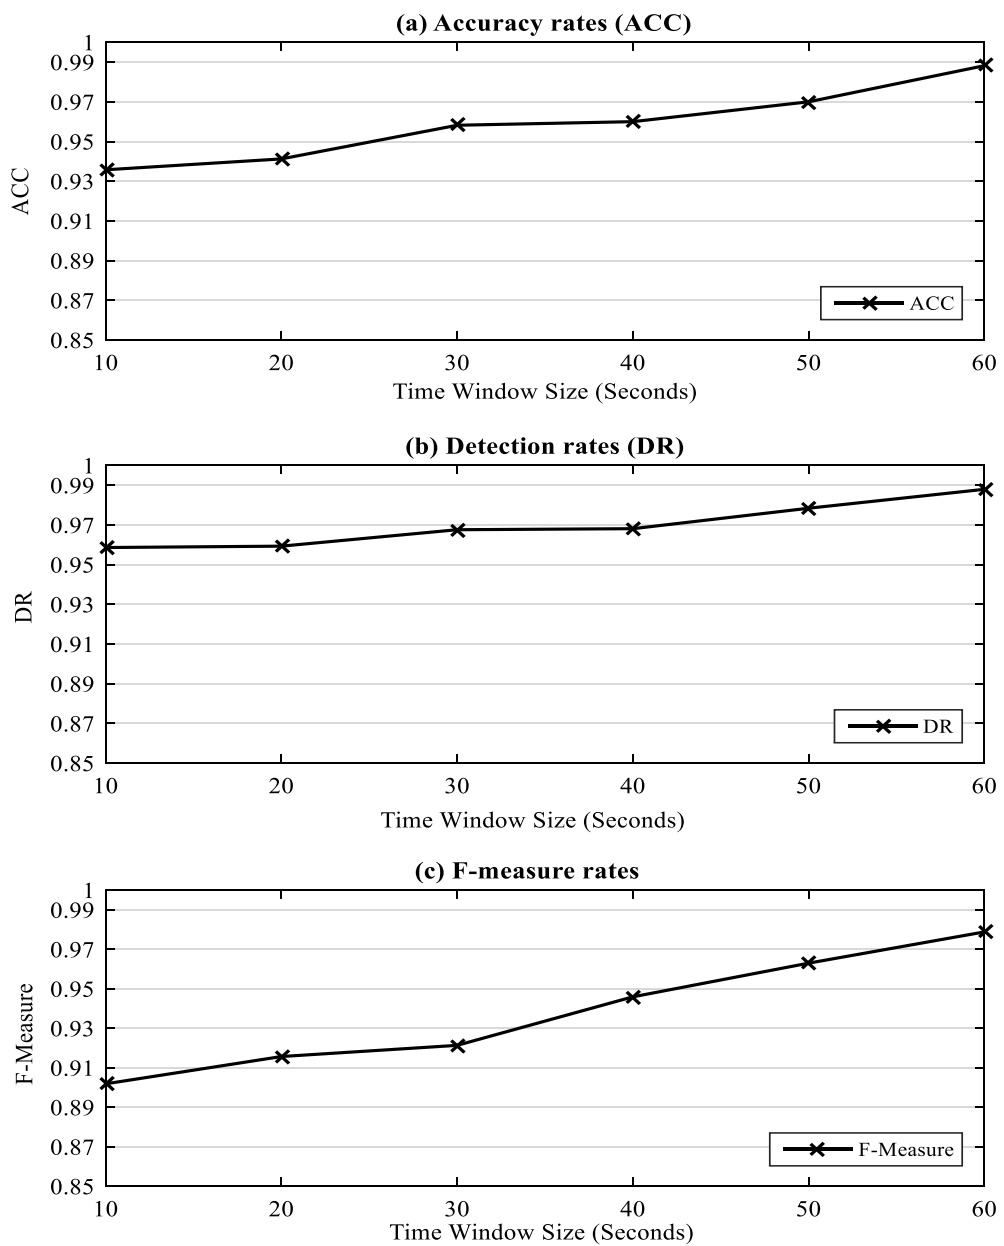 (a) Accuracy rates (ACC)
1
0.99
0.97
0.95
0.93
0.91
0.89
0.87
0.85
ACC
ACC
10 20 30 40 50 60
Time Window Size (Seconds)
(b) Detection rates (DR)
1
0.99
0.97
0.95
0.93
0.91
0.89
0.87
0.85
DR
DR
10 20 30 40 50 60
Time Window Size (Seconds)
(c) F-measure rates
1
0.99
0.97
0.95
0.93
0.91
0.89
0.87
0.85
F-Measure
F-Measure
10 20 30 40 50 60
Time Window Size (Seconds)